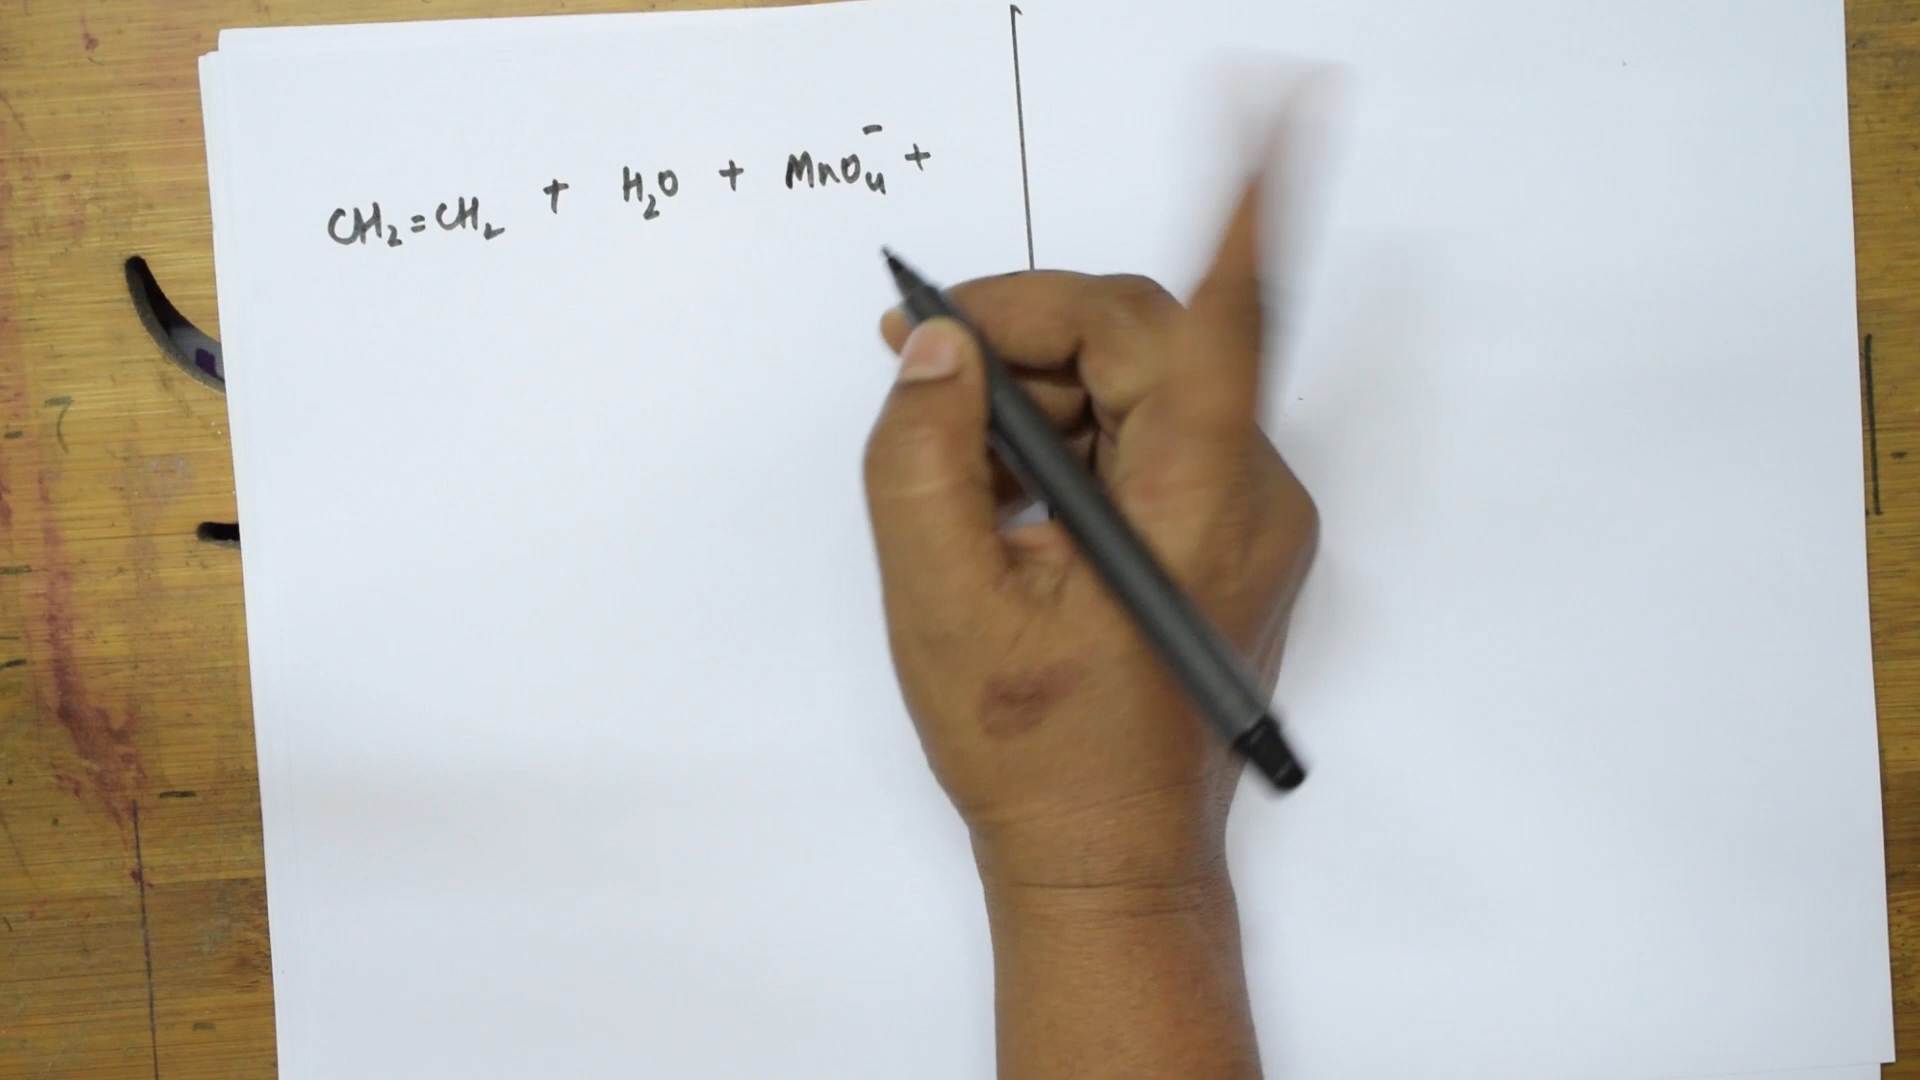 CH₂=CH₂ + H₂O + MnO₄⁻ +